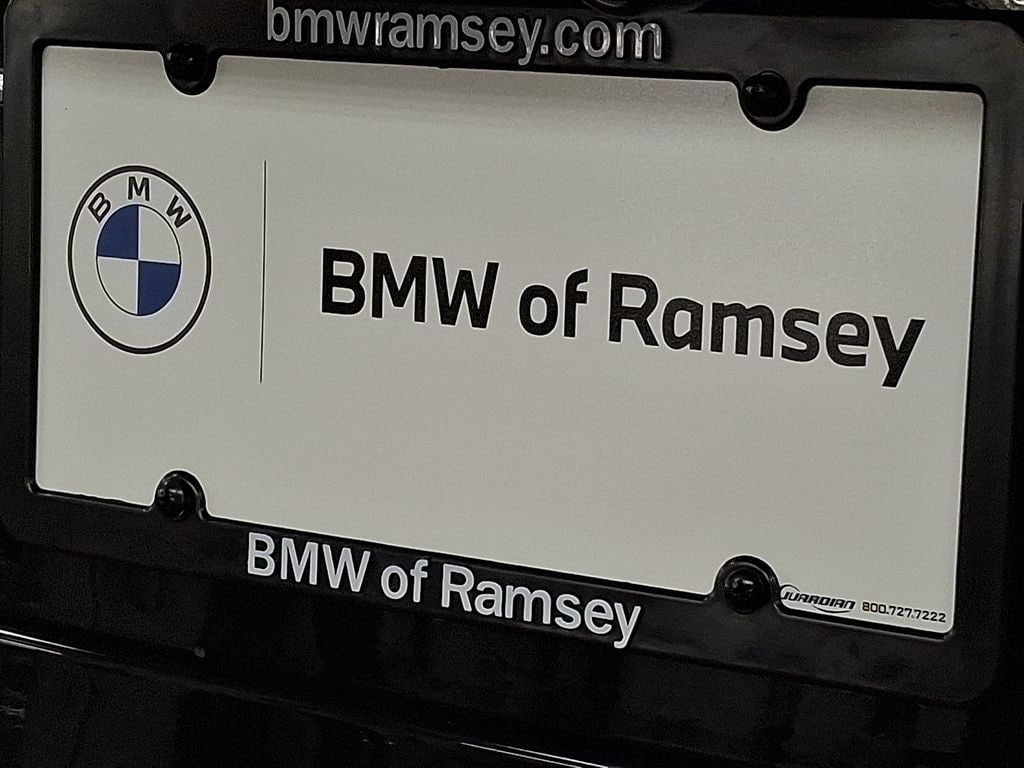 bmwramsey.com
BMW
BMW of Ramsey
BMW of Ramsey
GUARDIAN 800.727.7222